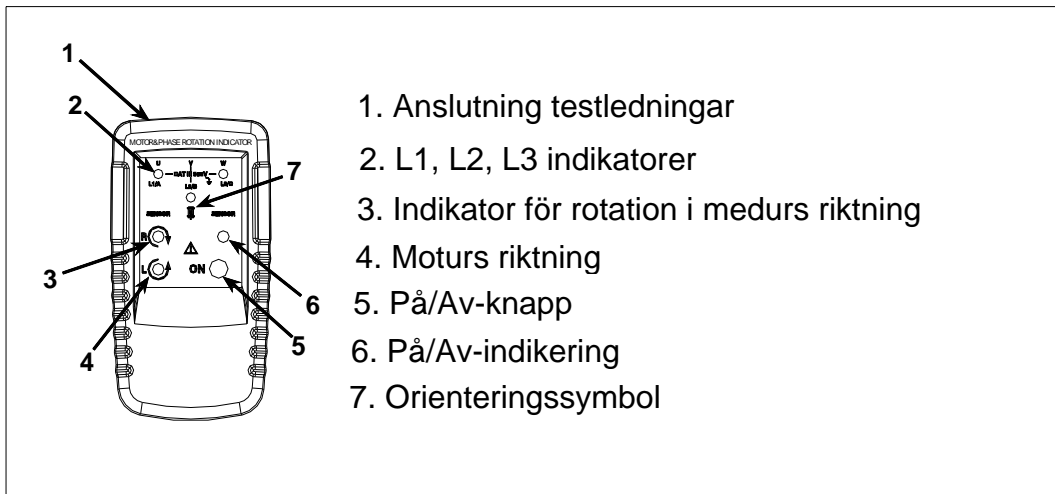 1
2
7
MOTOR&PHASE ROTATION INDICATOR
U V W
L1/A
3
4
R
L
ON
6
5
1. Anslutning testledningar
2. L1, L2, L3 indikatorer
3. Indikator för rotation i medurs riktning
4. Moturs riktning
5. På/Av-knapp
6. På/Av-indikering
7. Orienteringssymbol